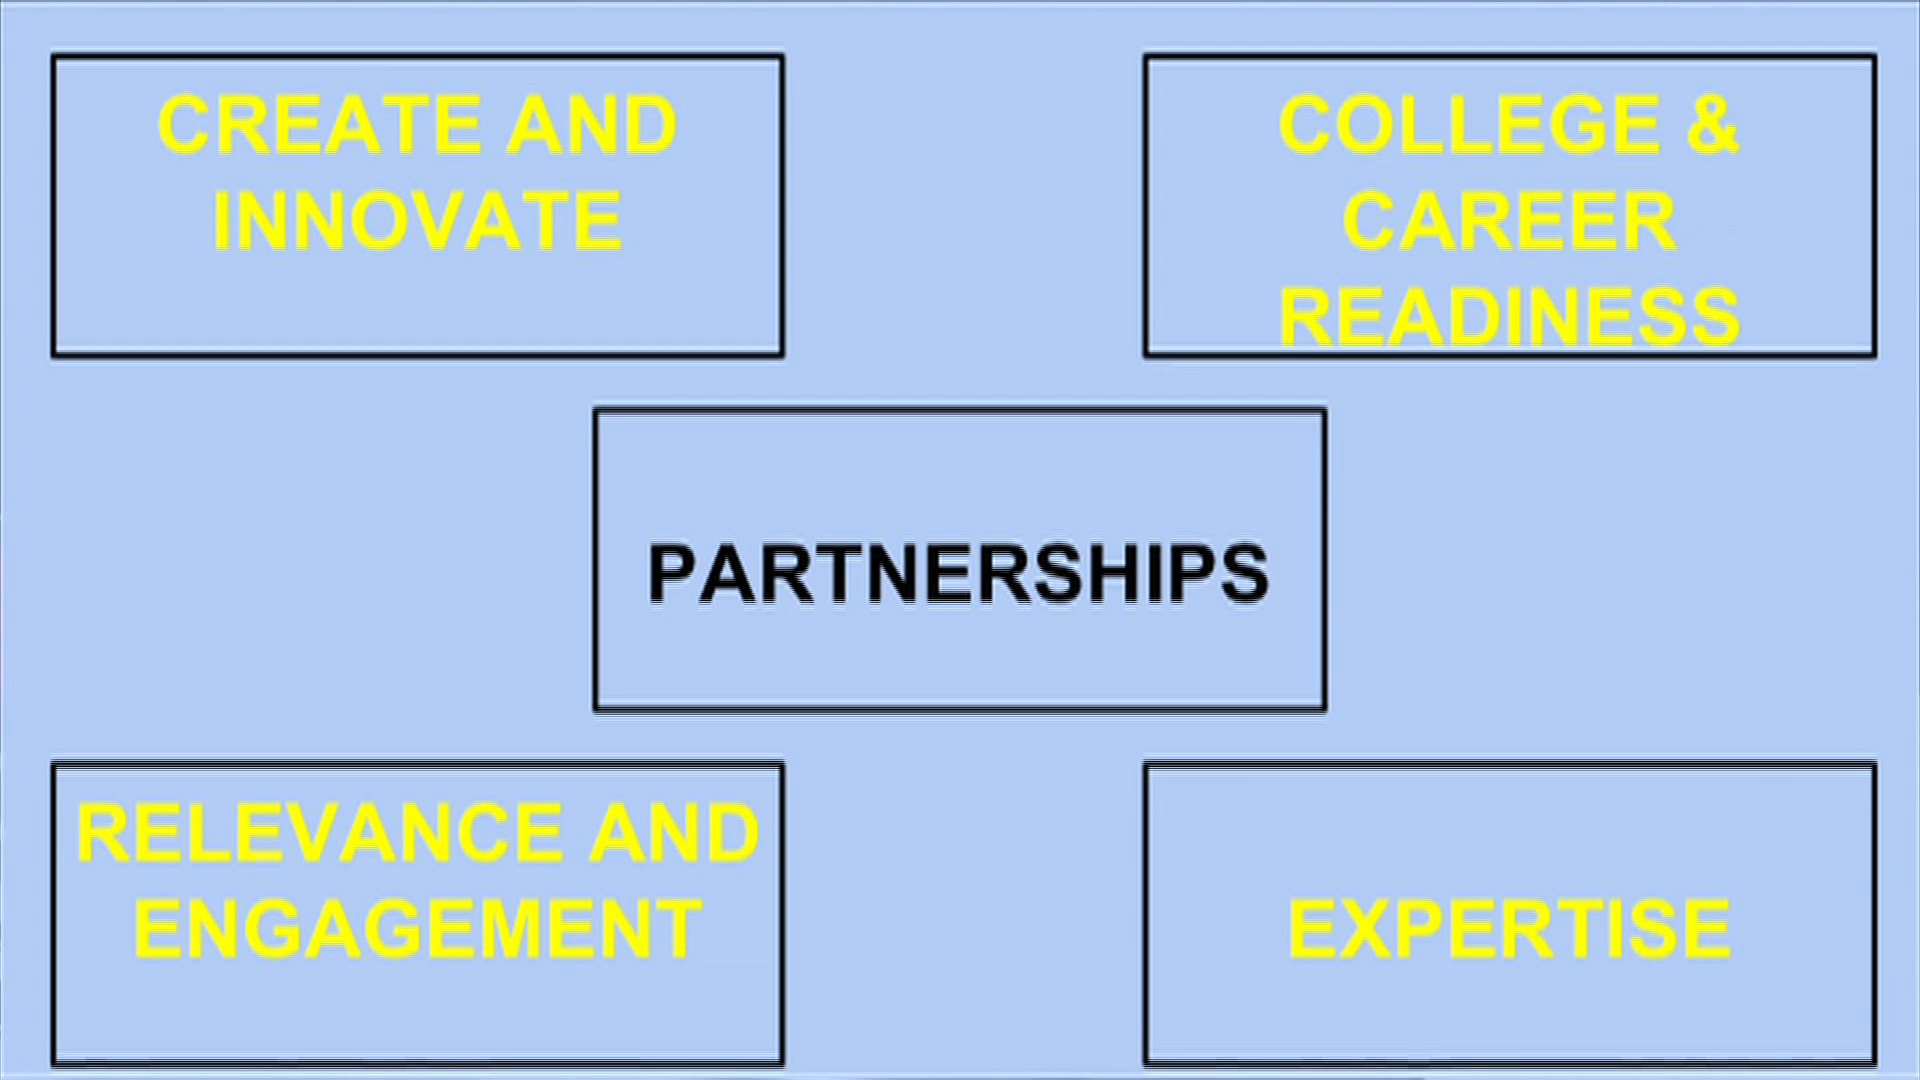 CREATE AND
INNOVATE
COLLEGE &
CAREER
READINESS
PARTNERSHIPS
RELEVANCE AND
ENGAGEMENT
EXPERTISE